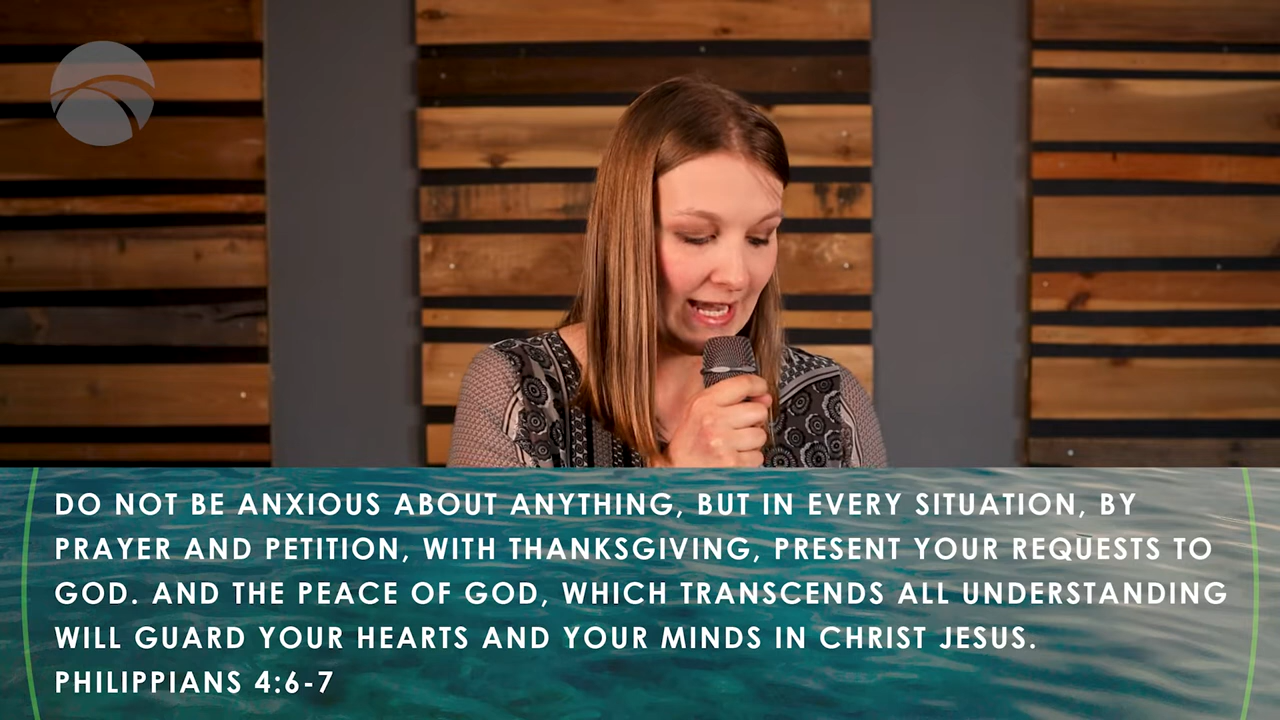 DO NOT BE ANXIOUS ABOUT ANYTHING, BUT IN EVERY SITUATION, BY
PRAYER AND PETITION, WITH THANKSGIVING, PRESENT YOUR REQUESTS TO
GOD. AND THE PEACE OF GOD, WHICH TRANSCENDS ALL UNDERSTANDING
WILL GUARD YOUR HEARTS AND YOUR MINDS IN CHRIST JESUS.
PHILIPPIANS 4:6-7